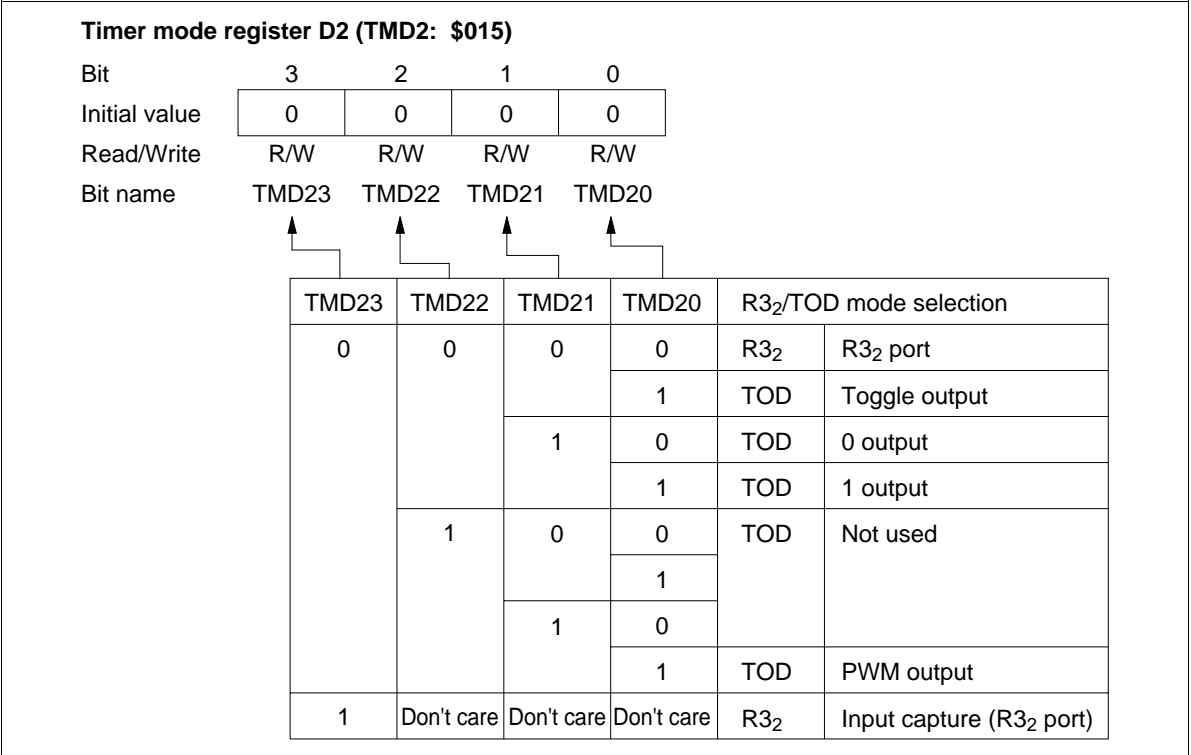 Timer mode register D2 (TMD2: $015)
Bit 3 2 1 0
Initial value 0 0 0 0
Read/Write R/W R/W R/W R/W
Bit name TMD23 TMD22 TMD21 TMD20
TMD23 TMD22 TMD21 TMD20 R3₂/TOD mode selection
0 0 0 0 R3₂ R3₂ port
1 TOD Toggle output
1 0 TOD 0 output
1 TOD 1 output
1 0 0 TOD Not used
1
1 0
1 TOD PWM output
1 Don't care Don't care Don't care R3₂ Input capture (R3₂ port)